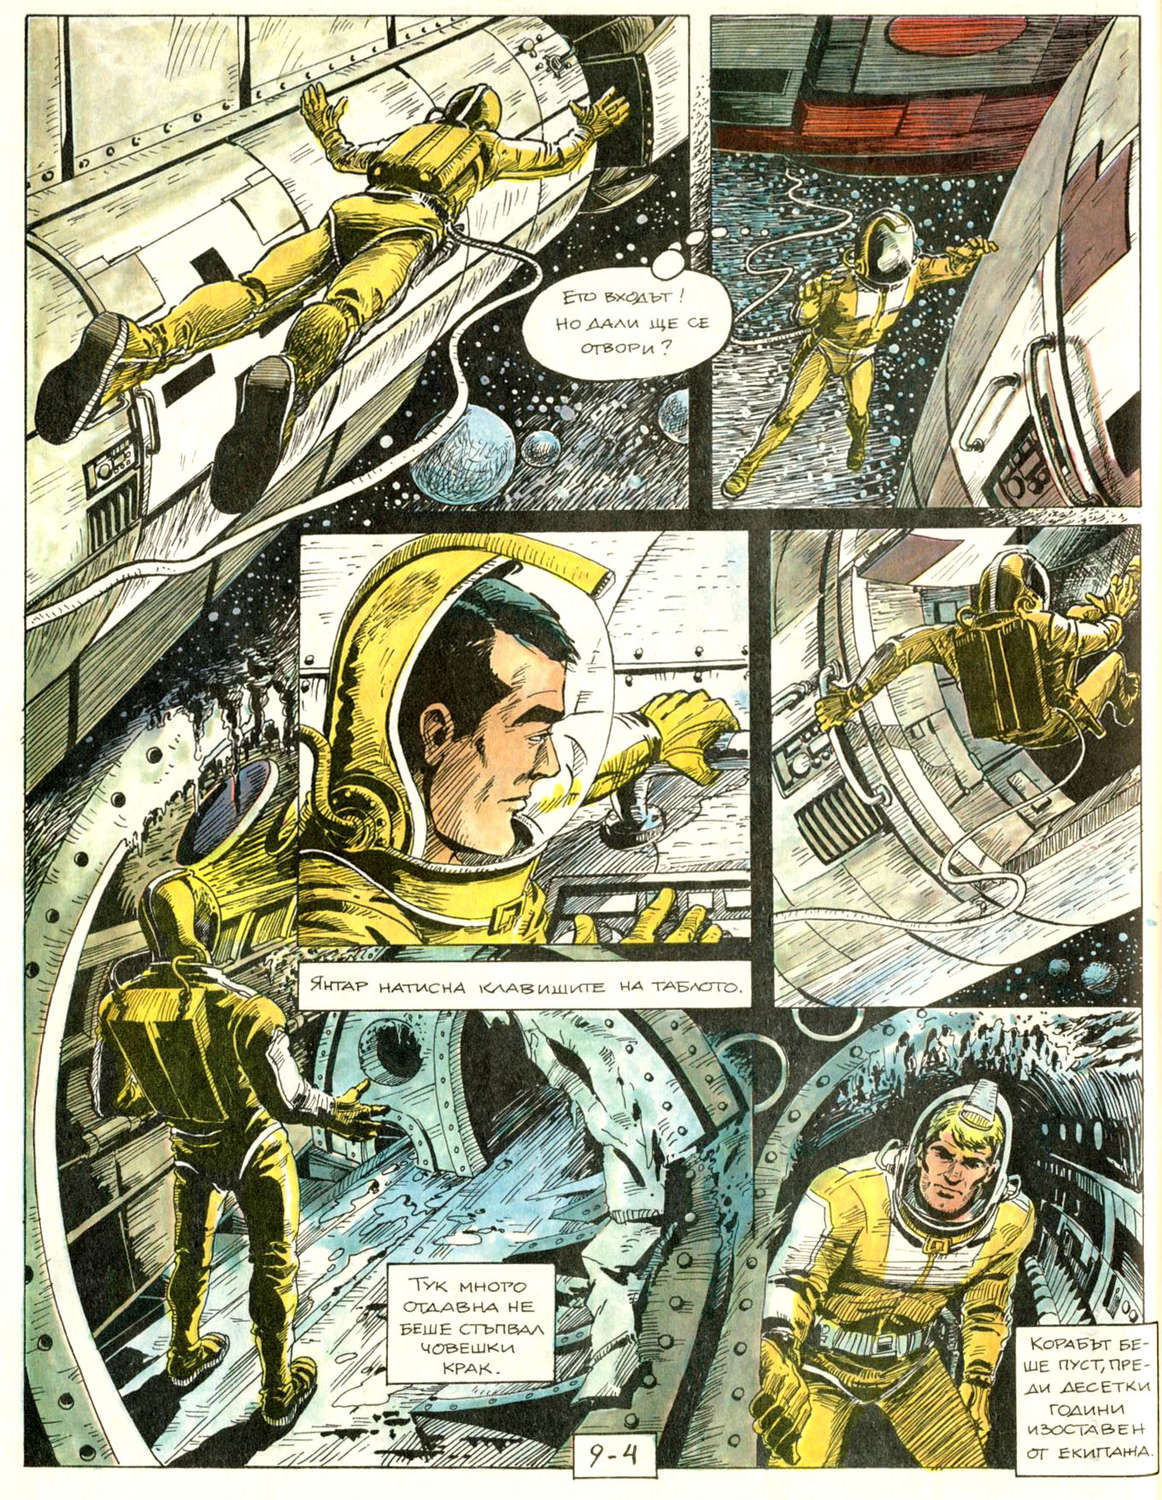 ЕТО ВХОДЪТ!
НО ДАЛИ ЩЕ СЕ
ОТВОРИ?
ЯНТАР НАТИСНА КЛАВИШИТЕ НА ТАБЛОТО.
ТУК МНОГО
ОТДАВНА НЕ
БЕШЕ СТЪПВАЛ
ЧОВЕШКИ
КРАК.
КОРАБЪТ БЕ-
ШЕ ПУСТ, ПРЕ-
ДИ ДЕСЕТКИ
ГОДИНИ
ИЗОСТАВЕН
ОТ ЕКИПАЖА.
9-4